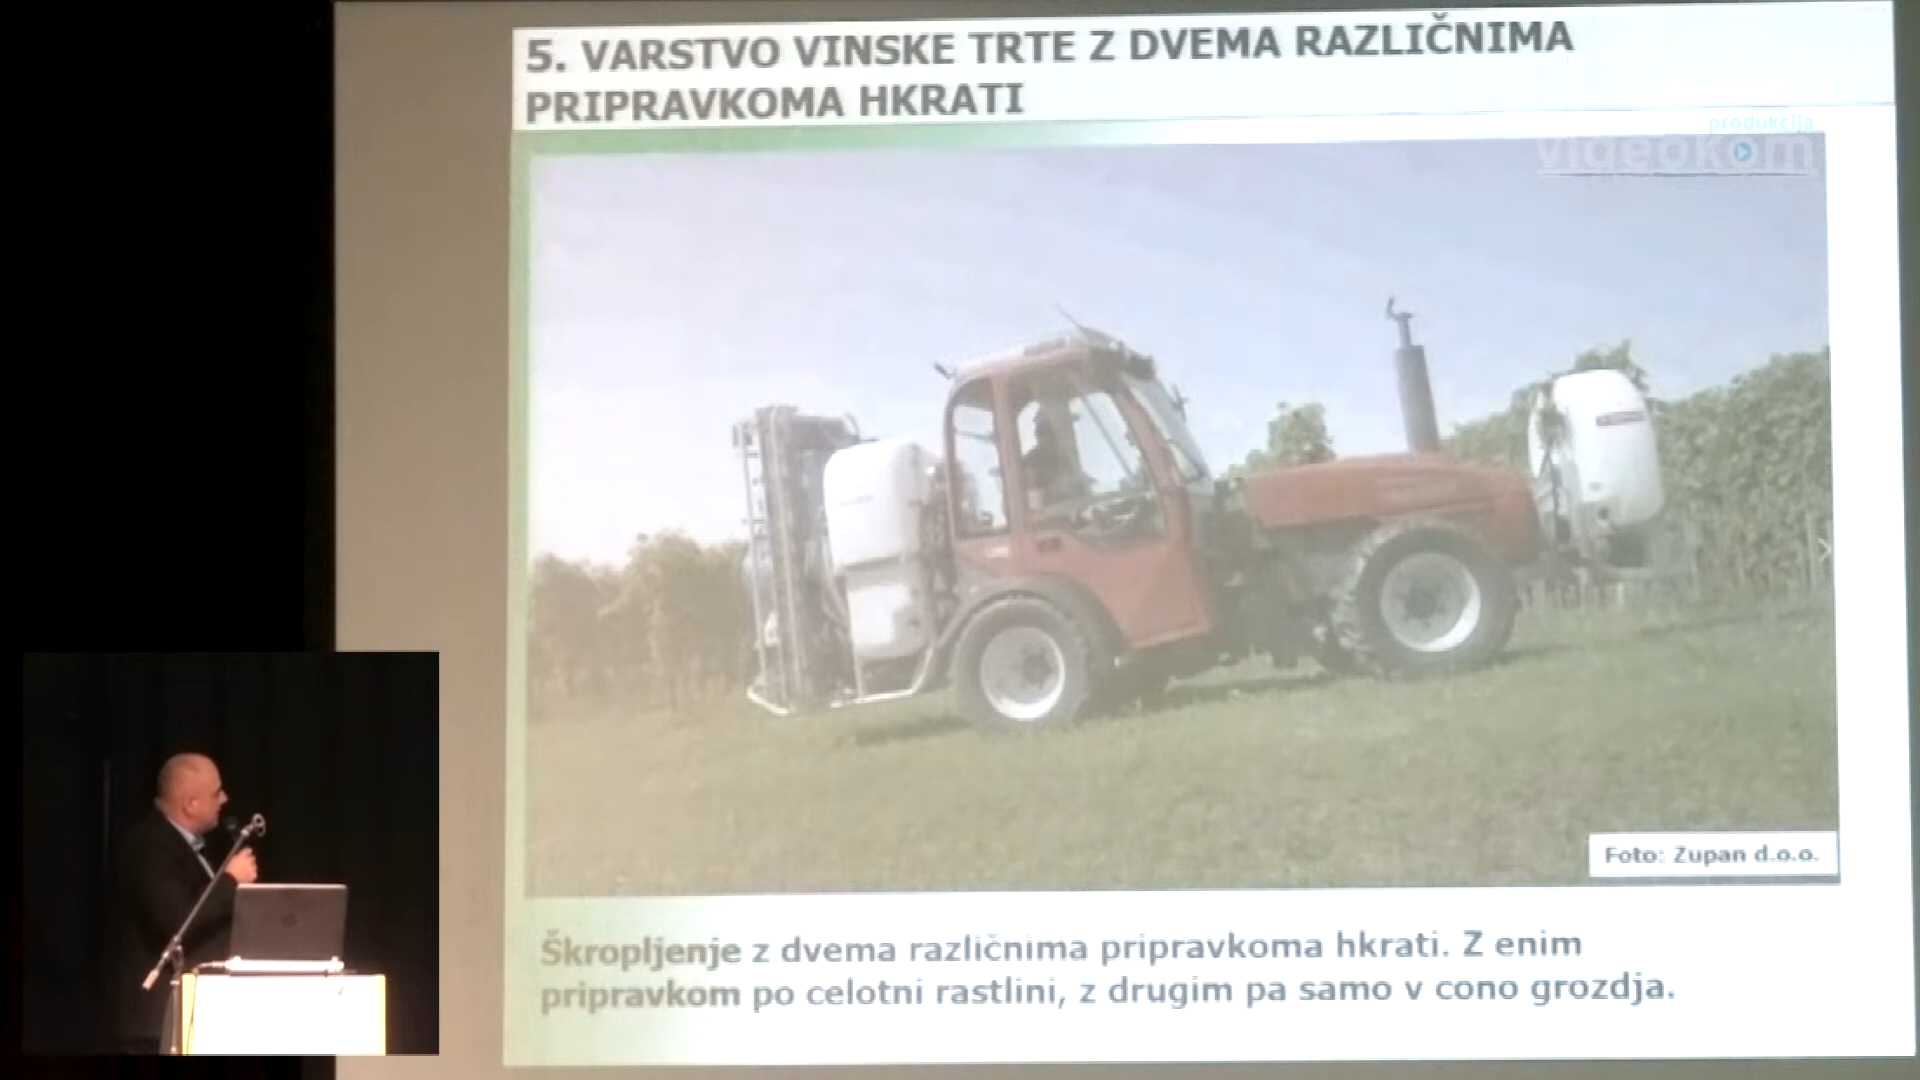 5. VARSTVO VINSKE TRTE Z DVEMA RAZLIČNIMA
PRIPRAVKOMA HKRATI
produkcija
videokom
Foto: Zupan d.o.o.
Škropljenje z dvema različnima pripravkoma hkrati. Z enim
pripravkom po celotni rastlini, z drugim pa samo v cono grozdja.